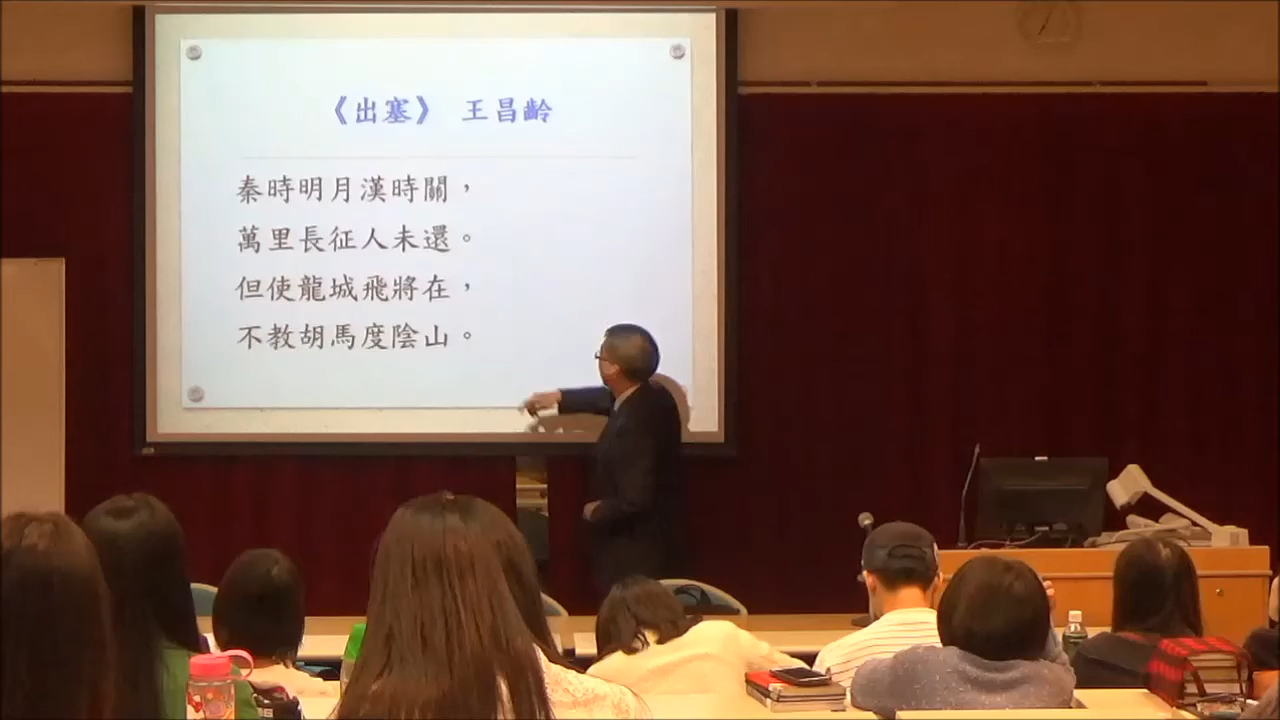 《出塞》 王昌齡
秦時明月漢時關，
萬里長征人未還。
但使龍城飛將在，
不教胡馬度陰山。